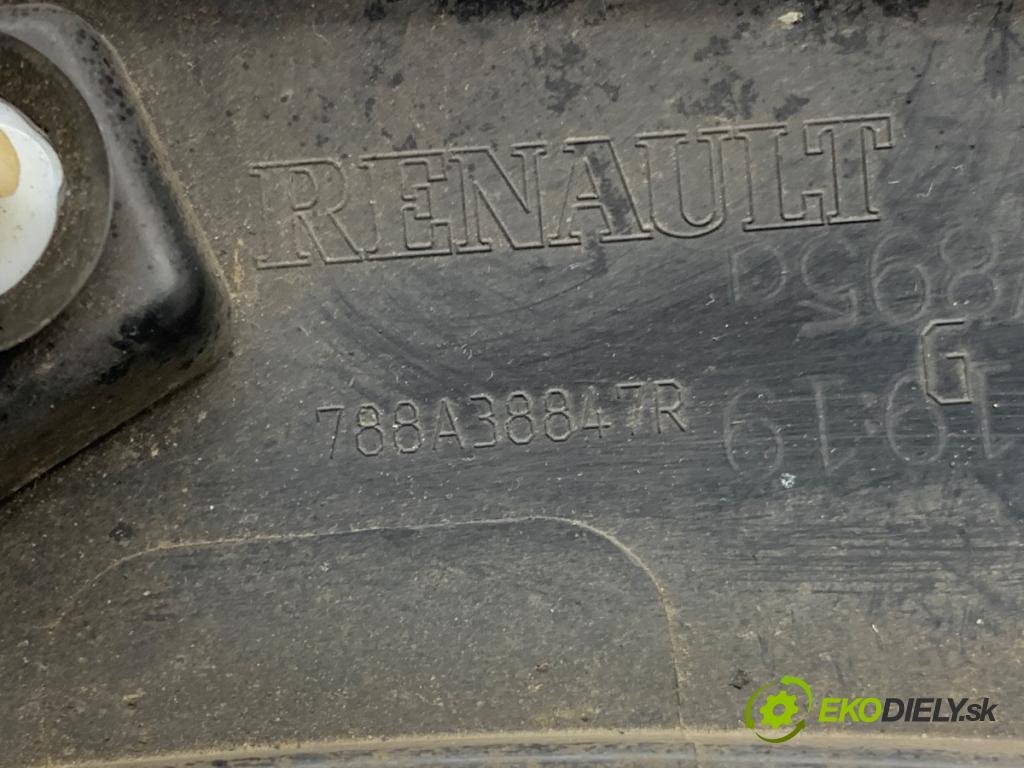 RENAULT
G
788A38847R
EKODIELY.sk